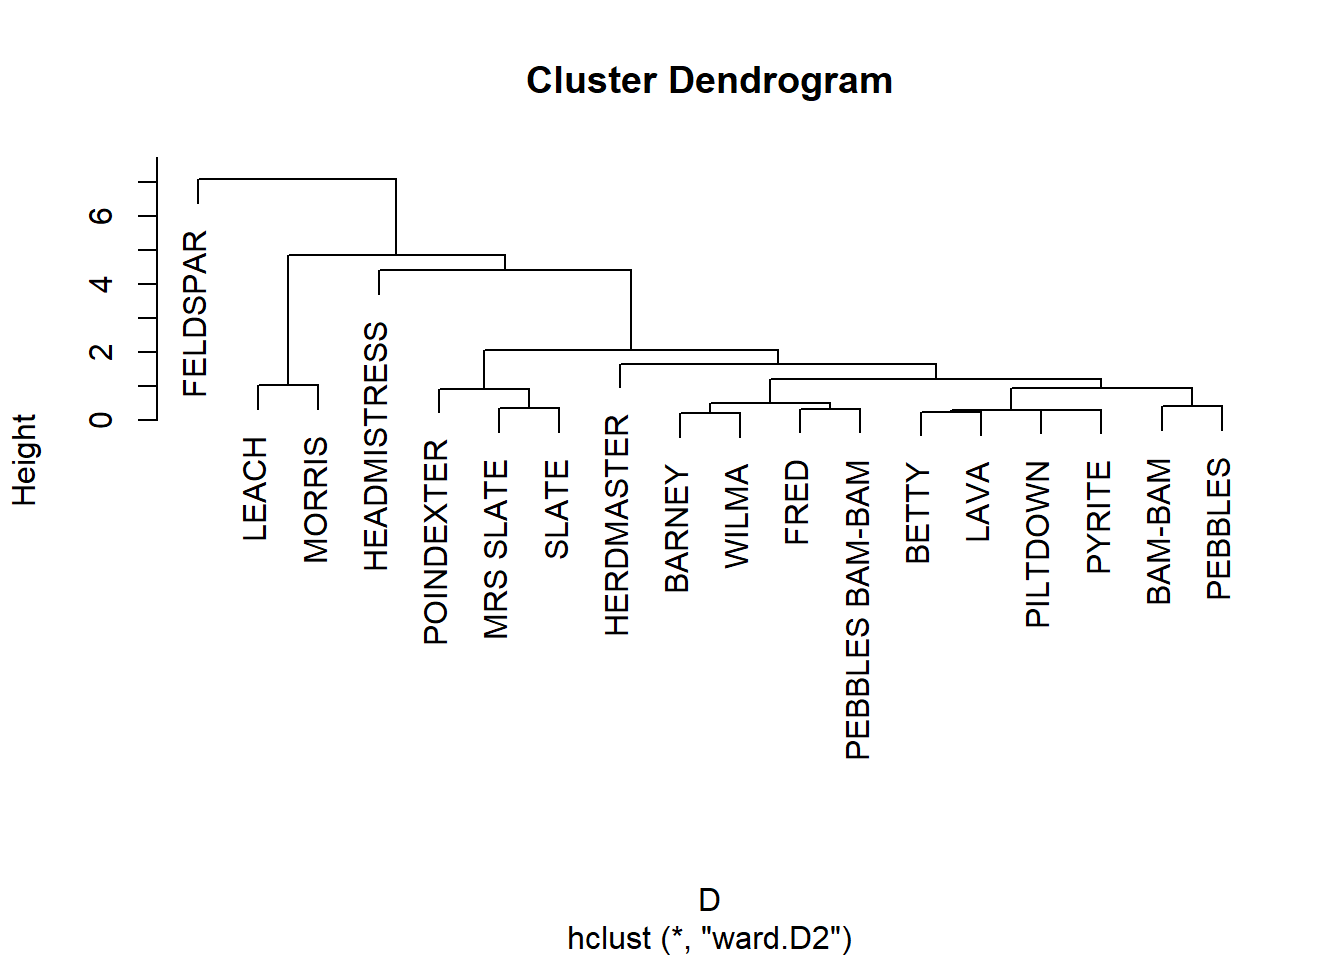 Cluster Dendrogram
Height
0
2
4
6
FELDSPAR
LEACH
MORRIS
HEADMISTRESS
POINDEXTER
MRS SLATE
SLATE
HERDMASTER
BARNEY
WILMA
FRED
PEBBLES BAM-BAM
BETTY
LAVA
PILTDOWN
PYRITE
BAM-BAM
PEBBLES
D
hclust (*, "ward.D2")